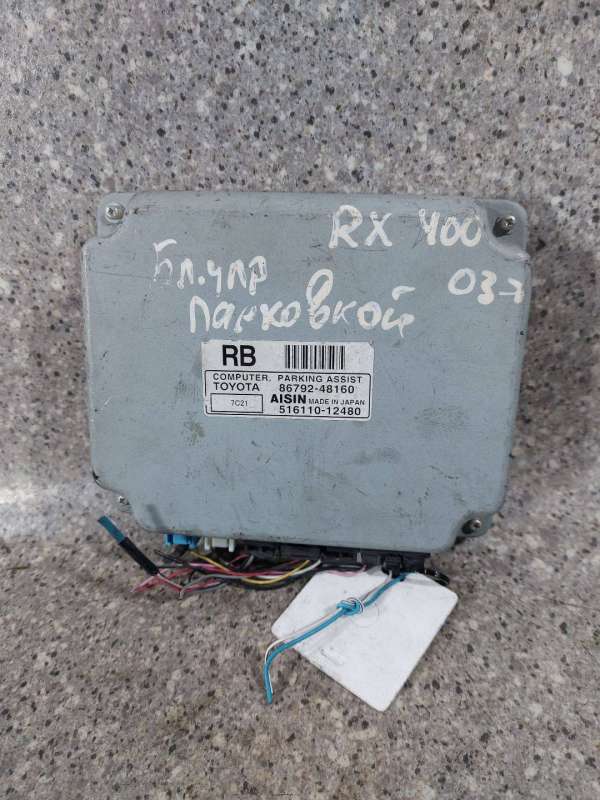 RX 400
03->
Бл.упр
парковкой
RB
COMPUTER, PARKING ASSIST
TOYOTA 86792-48160
7C21 AISIN MADE IN JAPAN
516110-12480